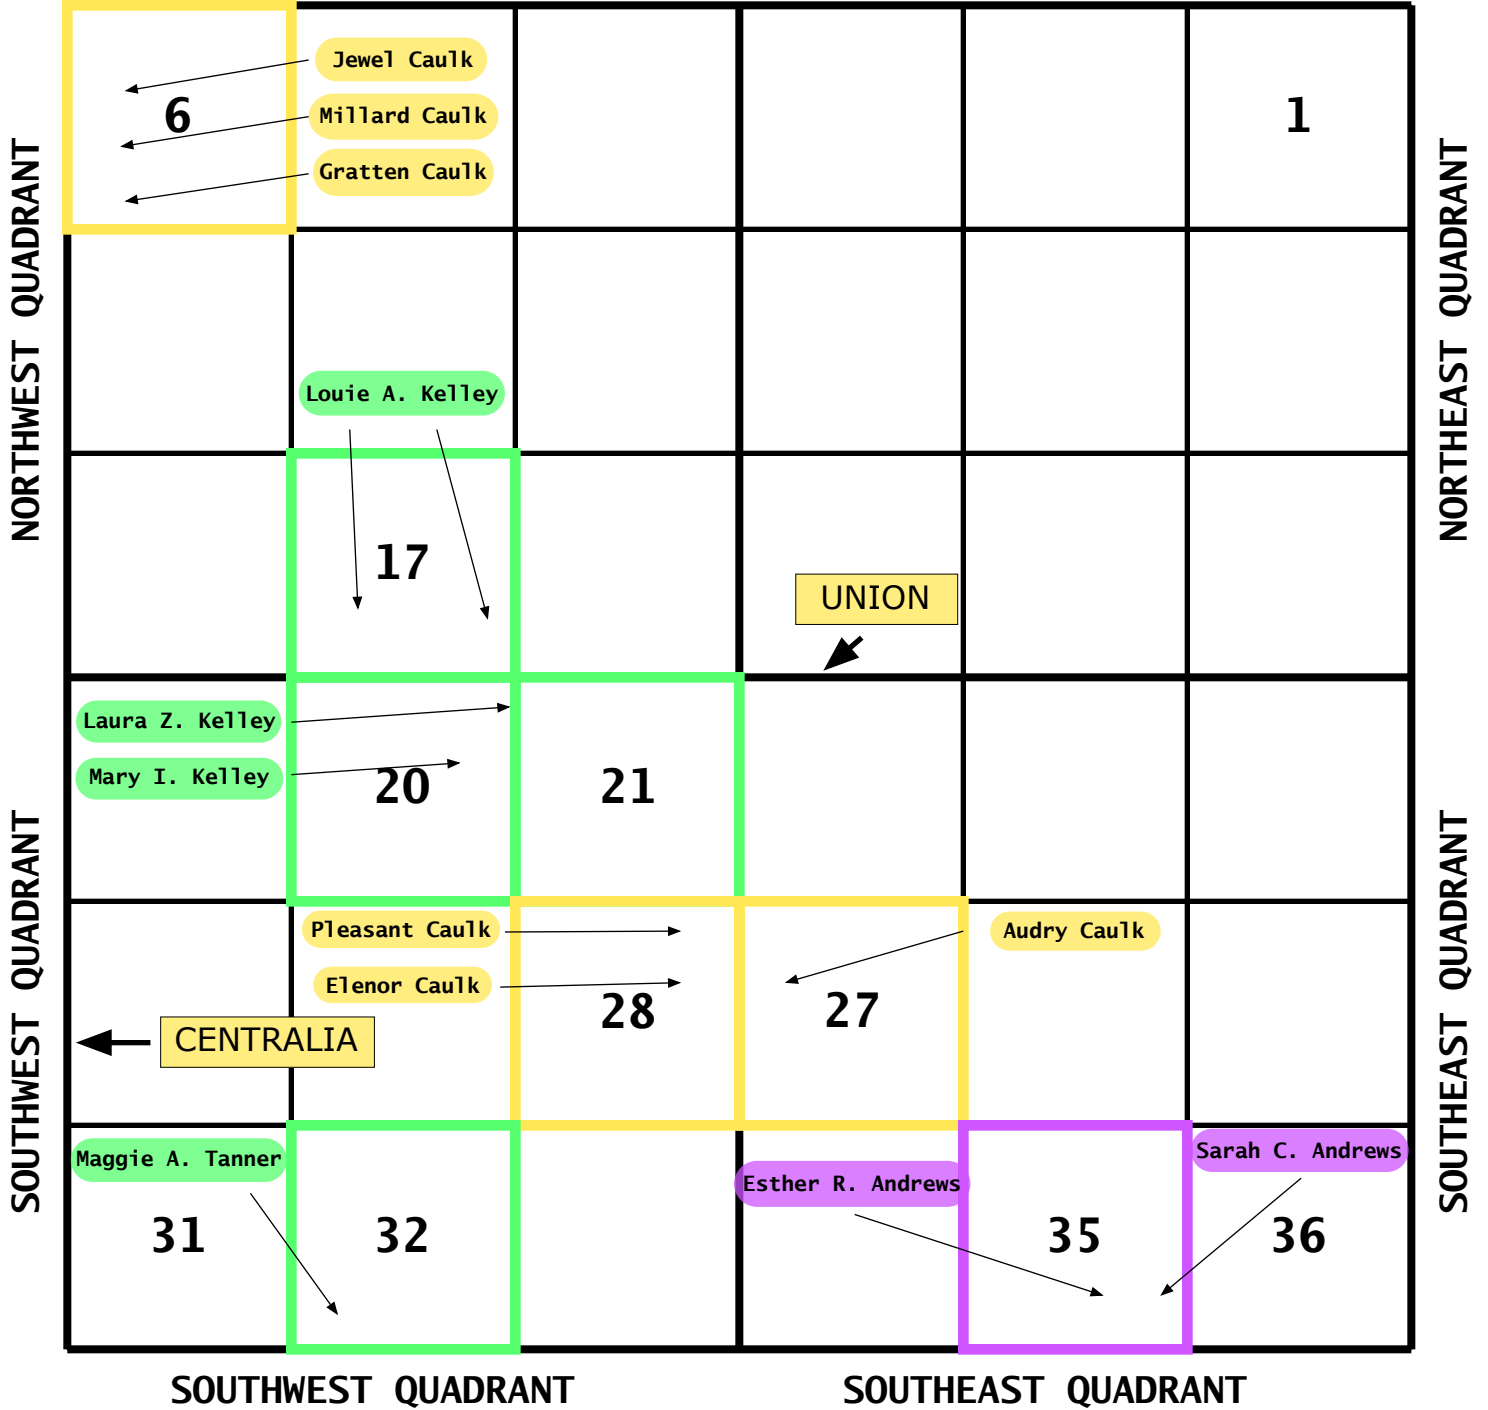 Jewel Caulk
6
Millard Caulk
1
Gratten Caulk
NORTHWEST QUADRANT
NORTHEAST QUADRANT
Louie A. Kelley
17
UNION
Laura Z. Kelley
Mary I. Kelley
20
21
Pleasant Caulk
Audry Caulk
Elenor Caulk
28
27
CENTRALIA
SOUTHWEST QUADRANT
SOUTHEAST QUADRANT
Maggie A. Tanner
Sarah C. Andrews
Esther R. Andrews
31
32
35
36
SOUTHWEST QUADRANT
SOUTHEAST QUADRANT